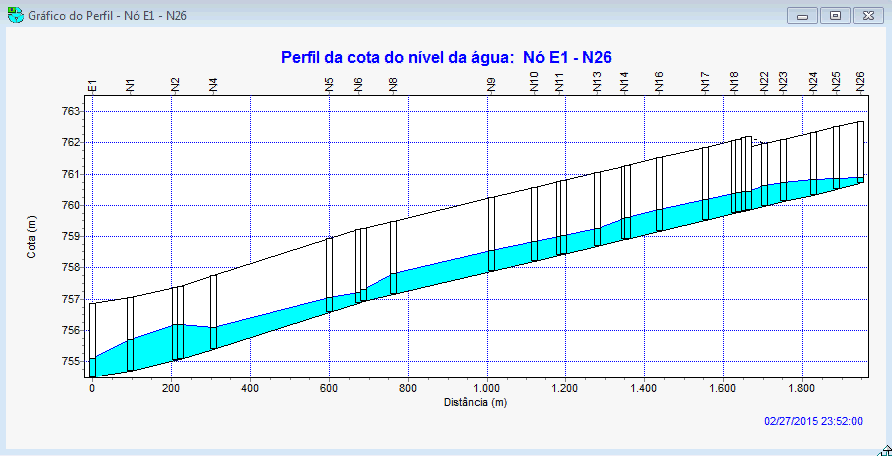 Gráfico do Perfil - Nó E1 - N26
Perfil da cota do nível da água: Nó E1 - N26
E1 N1 N2 N4 N5 N6 N8 N9 N10 N11 N13 N14 N16 N17 N18 N22 N23 N24 N25 N26
763
762
761
760
759
758
757
756
755
Cota (m)
0 200 400 600 800 1.000 1.200 1.400 1.600 1.800
Distância (m)
02/27/2015 23:52:00